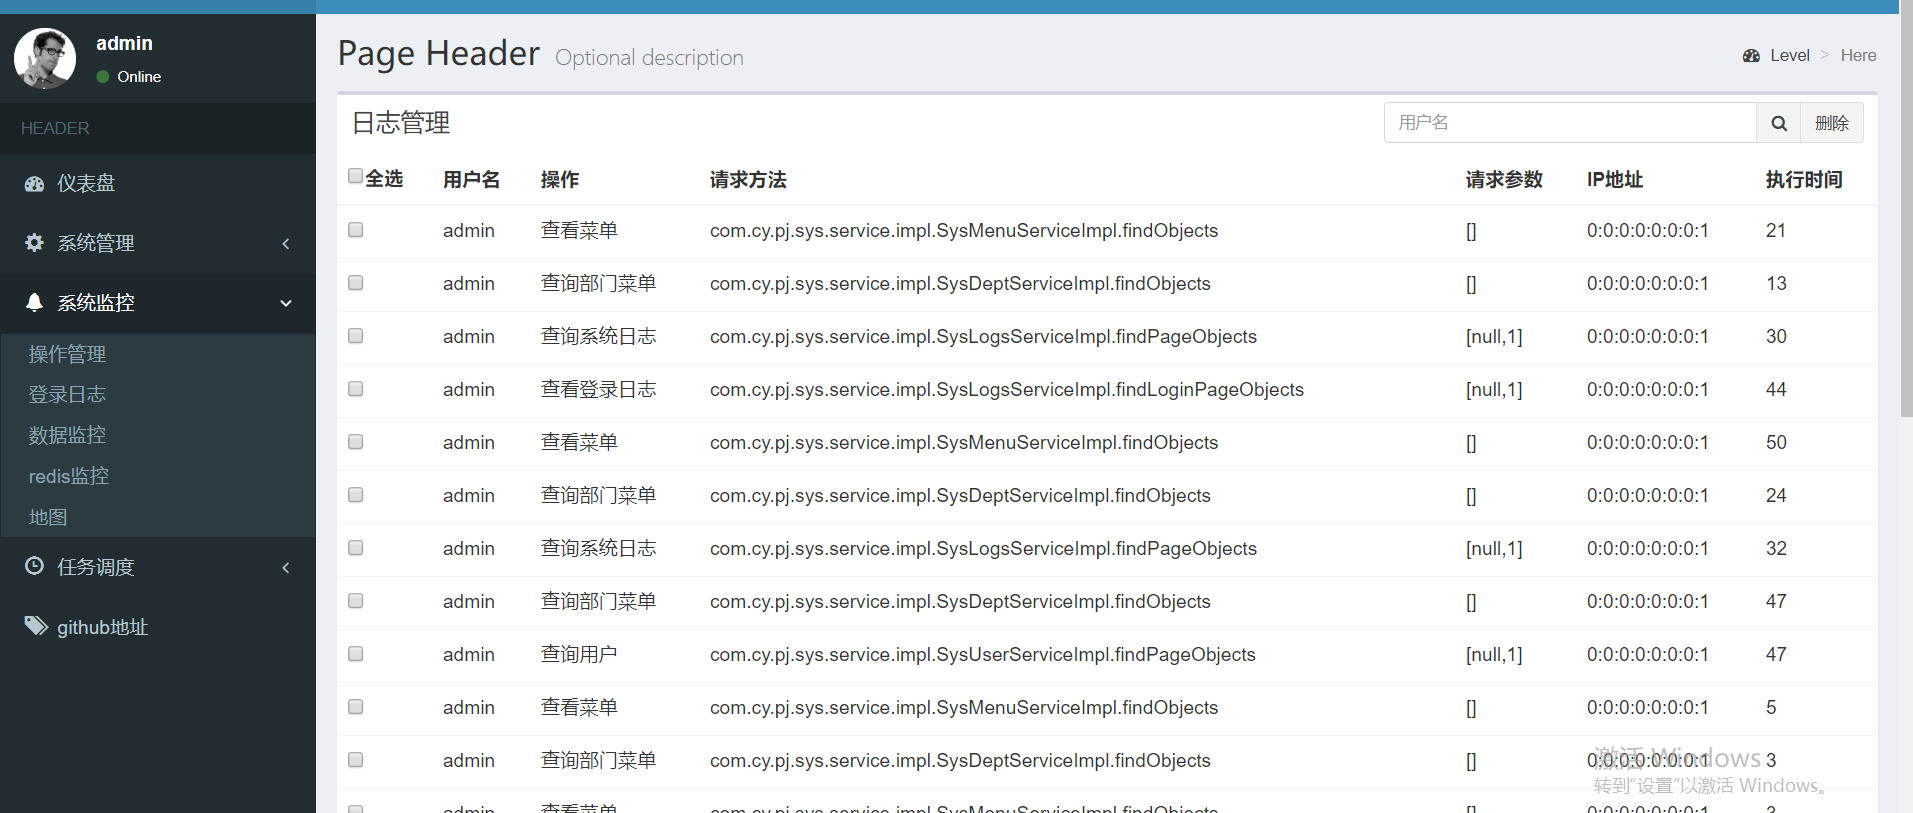 admin
Online
HEADER
仪表盘
系统管理
系统监控
操作管理
登录日志
数据监控
redis监控
地图
任务调度
github地址
Page Header Optional description
Level > Here
日志管理
用户名 删除
全选 用户名 操作 请求方法 请求参数 IP地址 执行时间
admin 查看菜单 com.cy.pj.sys.service.impl.SysMenuServiceImpl.findObjects [] 0:0:0:0:0:0:0:1 21
admin 查询部门菜单 com.cy.pj.sys.service.impl.SysDeptServiceImpl.findObjects [] 0:0:0:0:0:0:0:1 13
admin 查询系统日志 com.cy.pj.sys.service.impl.SysLogsServiceImpl.findPageObjects [null,1] 0:0:0:0:0:0:0:1 30
admin 查看登录日志 com.cy.pj.sys.service.impl.SysLogsServiceImpl.findLoginPageObjects [null,1] 0:0:0:0:0:0:0:1 44
admin 查看菜单 com.cy.pj.sys.service.impl.SysMenuServiceImpl.findObjects [] 0:0:0:0:0:0:0:1 50
admin 查询部门菜单 com.cy.pj.sys.service.impl.SysDeptServiceImpl.findObjects [] 0:0:0:0:0:0:0:1 24
admin 查询系统日志 com.cy.pj.sys.service.impl.SysLogsServiceImpl.findPageObjects [null,1] 0:0:0:0:0:0:0:1 32
admin 查询部门菜单 com.cy.pj.sys.service.impl.SysDeptServiceImpl.findObjects [] 0:0:0:0:0:0:0:1 47
admin 查询用户 com.cy.pj.sys.service.impl.SysUserServiceImpl.findPageObjects [null,1] 0:0:0:0:0:0:0:1 47
admin 查看菜单 com.cy.pj.sys.service.impl.SysMenuServiceImpl.findObjects [] 0:0:0:0:0:0:0:1 5
admin 查询部门菜单 com.cy.pj.sys.service.impl.SysDeptServiceImpl.findObjects [] 0:0:0:0:0:0:0:1 3
admin 查看菜单 com.cy.pj.sys.service.impl.SysMenuServiceImpl.findObjects [] 0:0:0:0:0:0:0:1
激活 Windows
转到"设置"以激活 Windows。